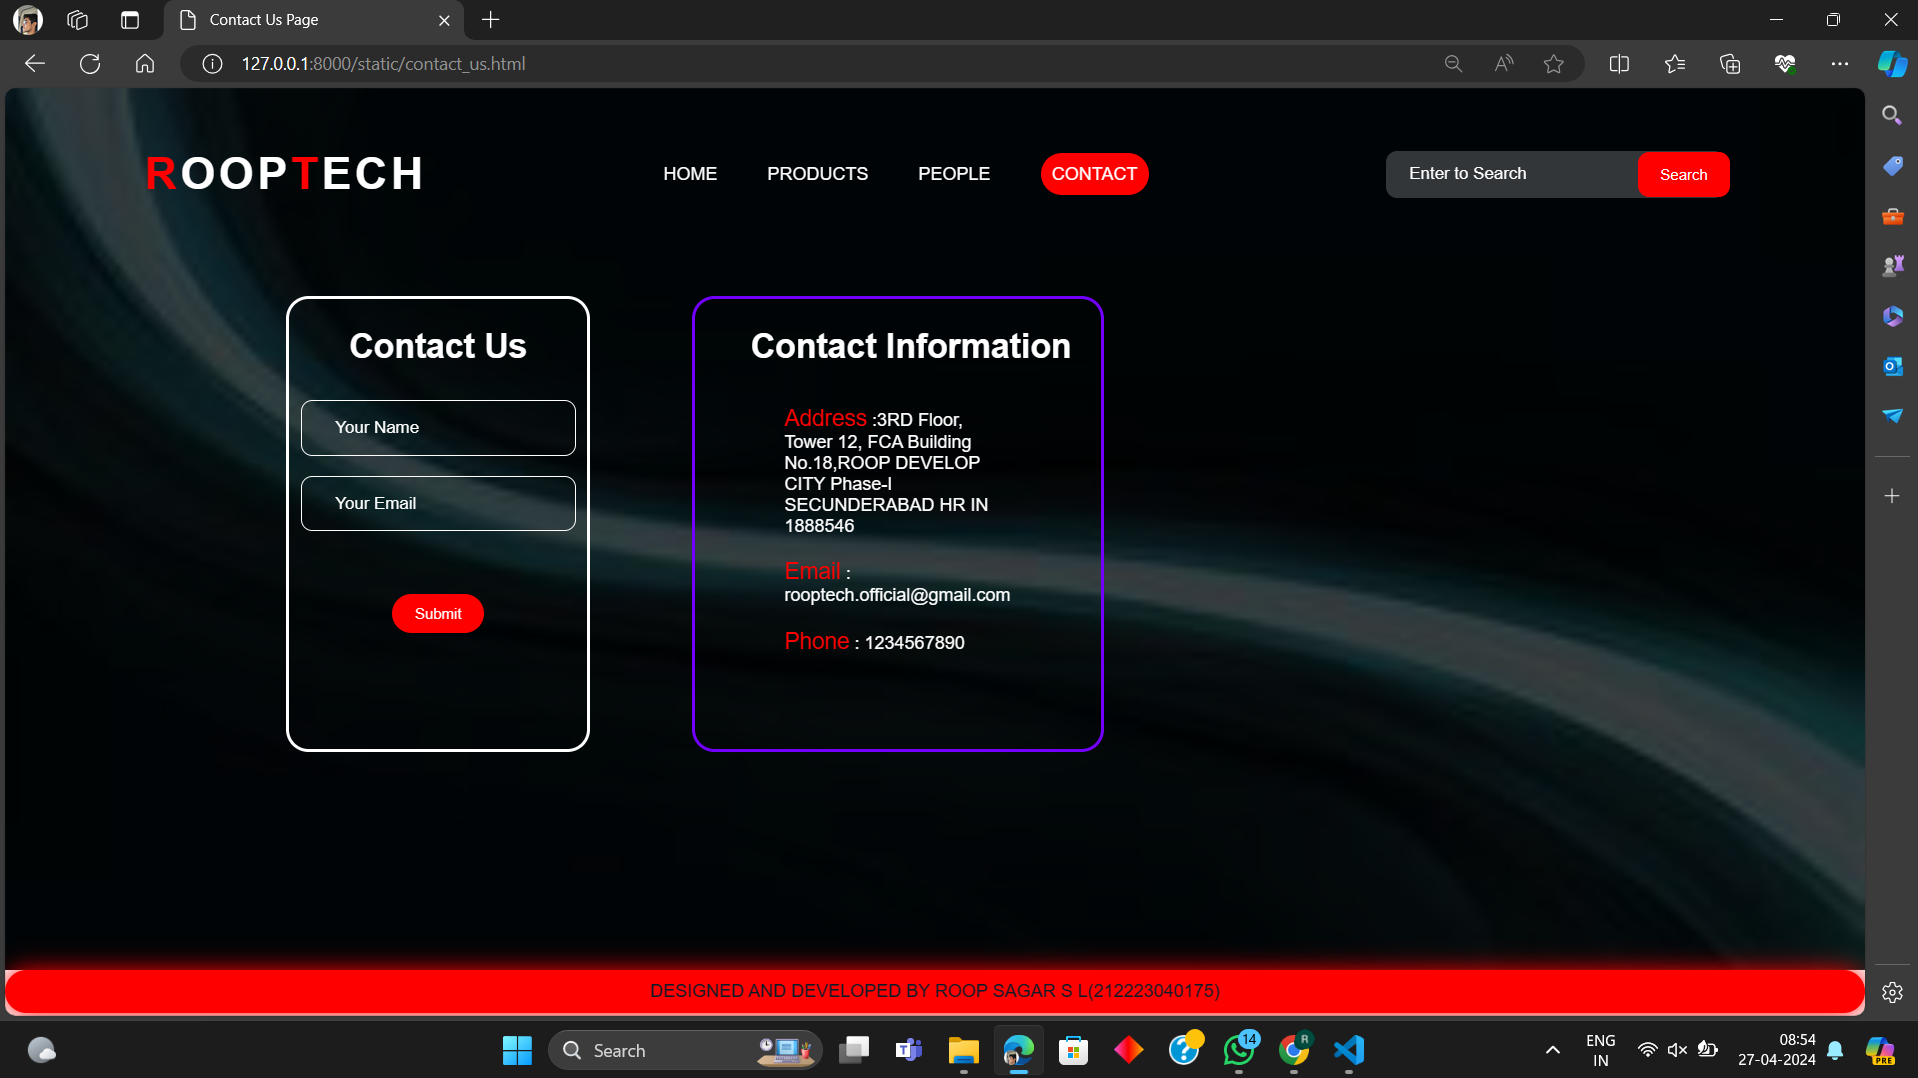 Contact Us Page
127.0.0.1:8000/static/contact_us.html
ROOPTECH
HOME
PRODUCTS
PEOPLE
CONTACT
Enter to Search
Search
Contact Us
Your Name
Your Email
Submit
Contact Information
Address :3RD Floor,
Tower 12, FCA Building
No.18,ROOP DEVELOP
CITY Phase-I
SECUNDERABAD HR IN
1888546
Email :
rooptech.official@gmail.com
Phone : 1234567890
DESIGNED AND DEVELOPED BY ROOP SAGAR S L(212223040175)
Search
14
R
ENG
IN
08:54
27-04-2024
PRE